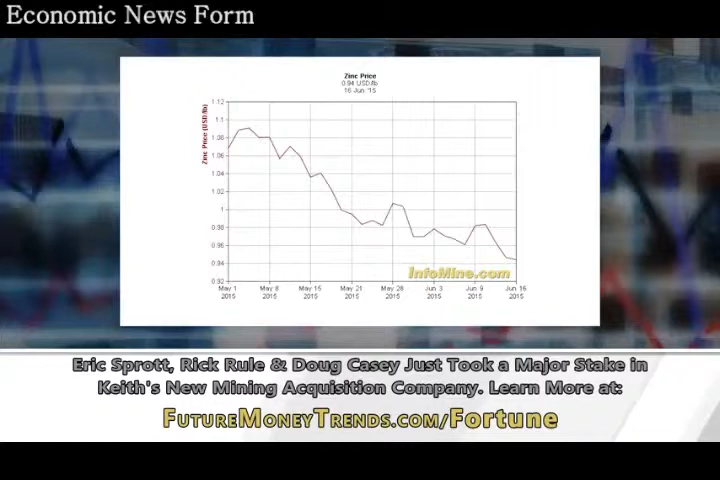 Economic News Form
Zinc Price
0.94 USD/lb
16 Jun '15
Zinc Price (USD/lb)
1.12
1.1
1.08
1.06
1.04
1.02
1
0.98
0.96
0.94
0.92
May 1 May 8 May 15 May 21 May 28 Jun 3 Jun 9 Jun 16
2015 2015 2015 2015 2015 2015 2015 2015
InfoMine.com
Eric Sprott, Rick Rule & Doug Casey Just Took a Major Stake in
Keith's New Mining Acquisition Company. Learn More at:
FutureMoneyTrends.com/Fortune